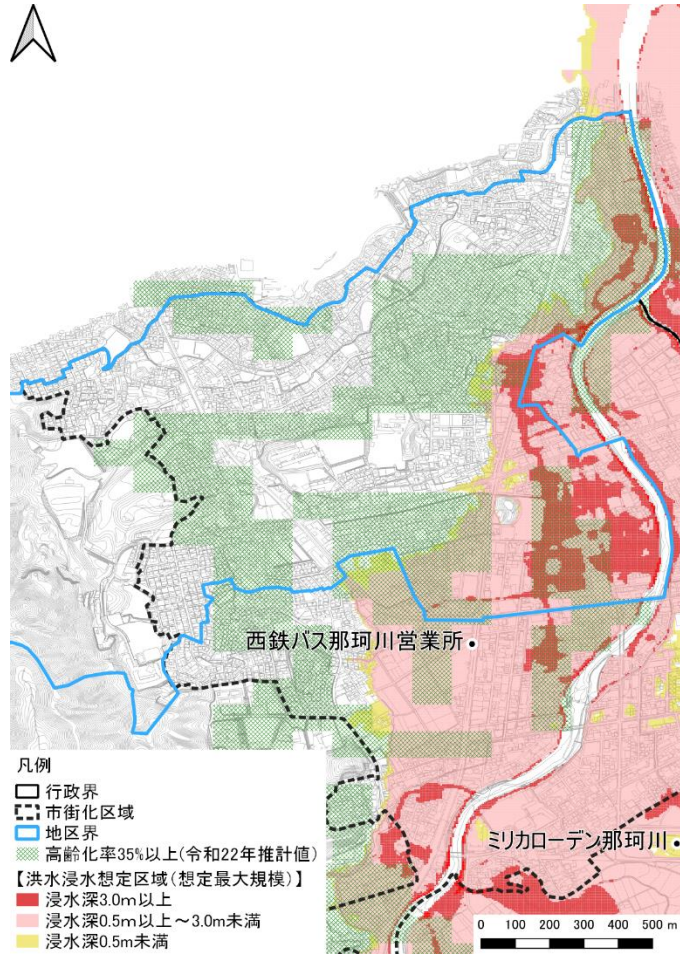 西鉄バス那珂川営業所
ミリカローデン那珂川
凡例
行政界
市街化区域
地区界
高齢化率35%以上(令和22年推計値)
【洪水浸水想定区域(想定最大規模)】
浸水深3.0m以上
浸水深0.5m以上～3.0m未満
浸水深0.5m未満
0 100 200 300 400 500 m